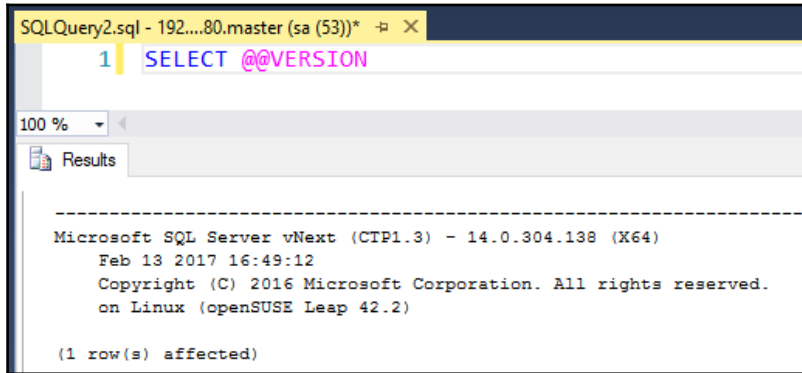 SQLQuery2.sql - 192....80.master (sa (53))*
1 SELECT @@VERSION
100 %
Results
--------------------------------------------------------------------
Microsoft SQL Server vNext (CTP1.3) - 14.0.304.138 (X64)
Feb 13 2017 16:49:12
Copyright (C) 2016 Microsoft Corporation. All rights reserved.
on Linux (openSUSE Leap 42.2)
(1 row(s) affected)